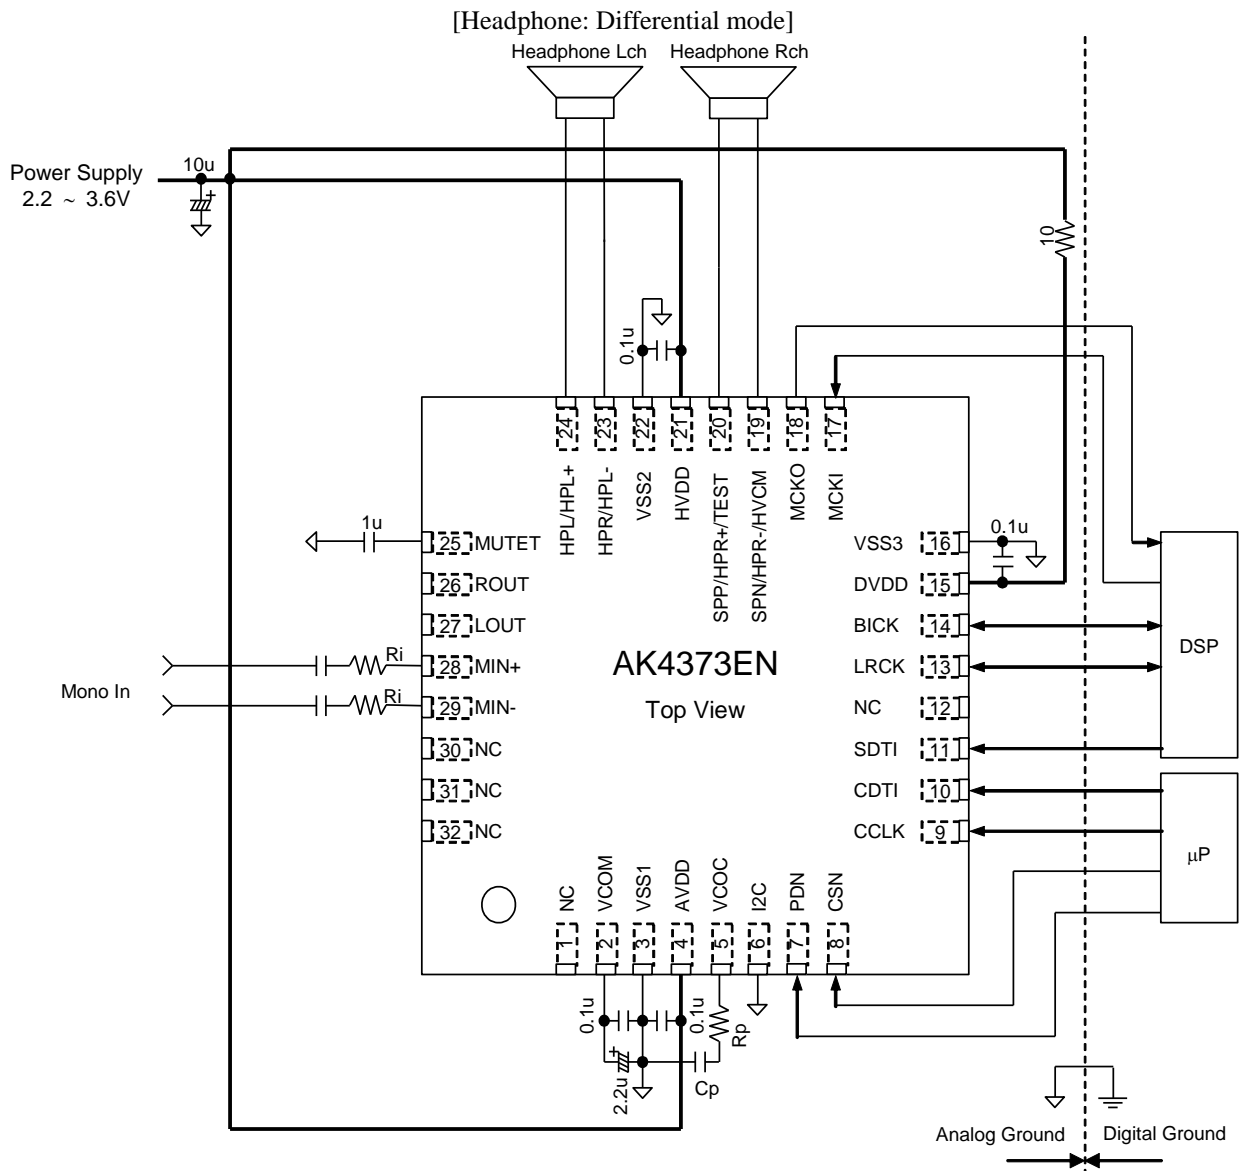 [Headphone: Differential mode]
Headphone Lch
Headphone Rch
Power Supply
2.2 ~ 3.6V
10u
10
0.1u
24
23
22
21
20
19
18
17
HPL/HPL+
HPR/HPL-
VSS2
HVDD
SPP/HPR+/TEST
SPN/HPR-/HVCM
MCKO
MCKI
1u
25 MUTET
26 ROUT
27 LOUT
Ri
28 MIN+
Mono In
Ri
29 MIN-
30 NC
31 NC
32 NC
AK4373EN
Top View
0.1u
VSS3 16
DVDD 15
BICK 14
LRCK 13
NC 12
SDTI 11
CDTI 10
CCLK 9
DSP
μP
NC
VCOM
VSS1
AVDD
VCOC
I2C
PDN
CSN
1
2
3
4
5
6
7
8
0.1u
0.1u
Rp
2.2u
Cp
+
+
Analog Ground
Digital Ground